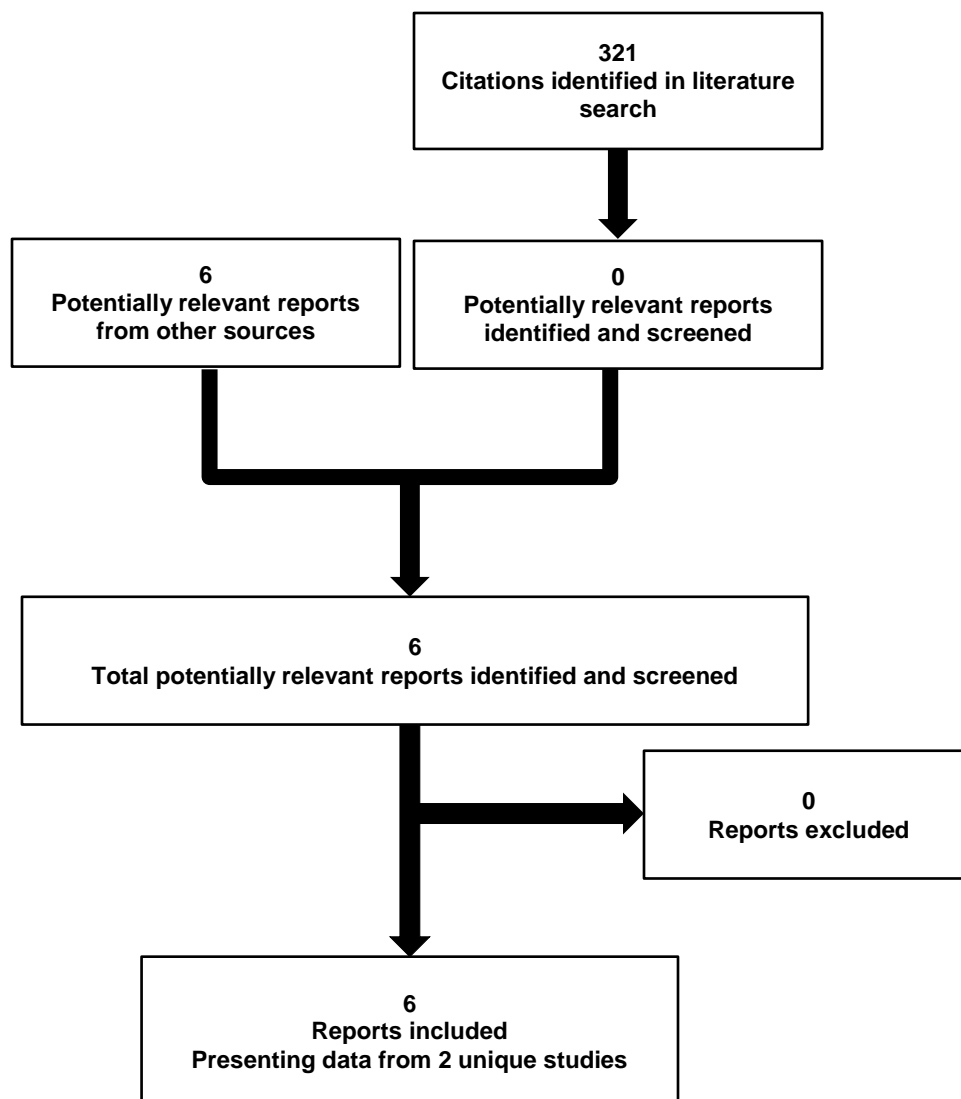 321
Citations identified in literature
search
6
Potentially relevant reports
from other sources
0
Potentially relevant reports
identified and screened
6
Total potentially relevant reports identified and screened
0
Reports excluded
6
Reports included
Presenting data from 2 unique studies